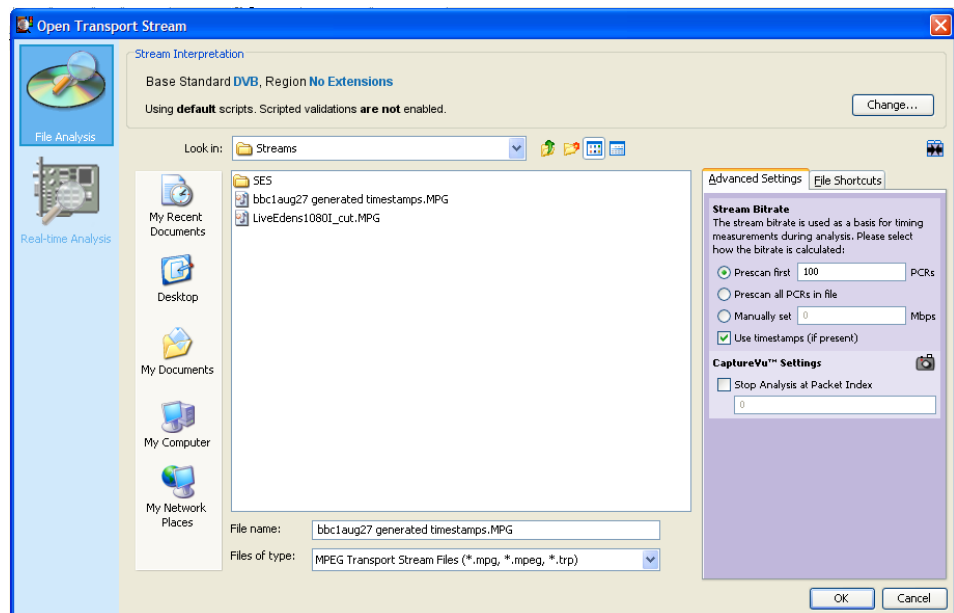 Open Transport Stream
File Analysis
Real-time Analysis
Stream Interpretation
Base Standard DVB, Region No Extensions
Using default scripts. Scripted validations are not enabled.
Change...
Look in:
Streams
My Recent
Documents
Desktop
My Documents
My Computer
My Network
Places
SES
bbc1aug27 generated timestamps.MPG
LiveEdens1080I_cut.MPG
File name:
bbc1aug27 generated timestamps.MPG
Files of type:
MPEG Transport Stream Files (*.mpg, *.mpeg, *.trp)
Advanced Settings
File Shortcuts
Stream Bitrate
The stream bitrate is used as a basis for timing
measurements during analysis. Please select
how the bitrate is calculated:
Prescan first 100 PCRs
Prescan all PCRs in file
Manually set 0 Mbps
Use timestamps (if present)
CaptureVu™ Settings
Stop Analysis at Packet Index
0
OK
Cancel